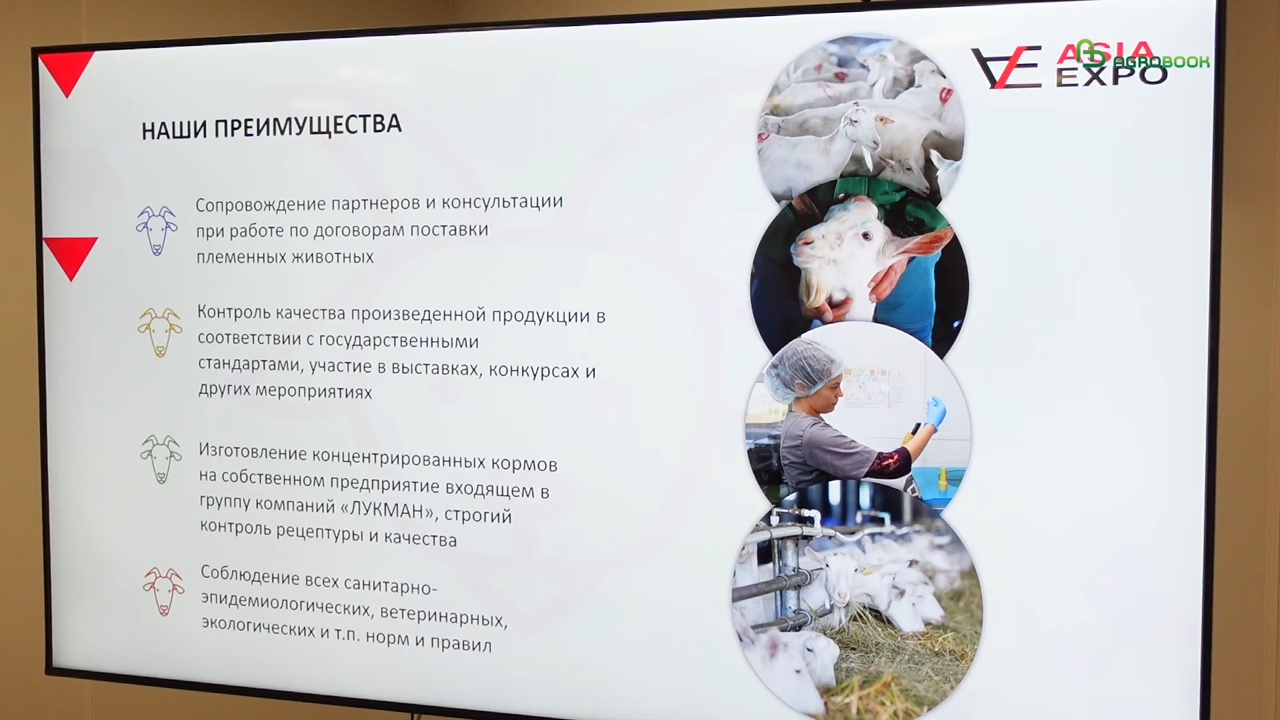 ASIA
EXPO
AGROBOOK
НАШИ ПРЕИМУЩЕСТВА
Сопровождение партнеров и консультации
при работе по договорам поставки
племенных животных
Контроль качества произведенной продукции в
соответствии с государственными
стандартами, участие в выставках, конкурсах и
других мероприятиях
Изготовление концентрированных кормов
на собственном предприятие входящем в
группу компаний «ЛУКМАН», строгий
контроль рецептуры и качества
Соблюдение всех санитарно-
эпидемиологических, ветеринарных,
экологических и т.п. норм и правил